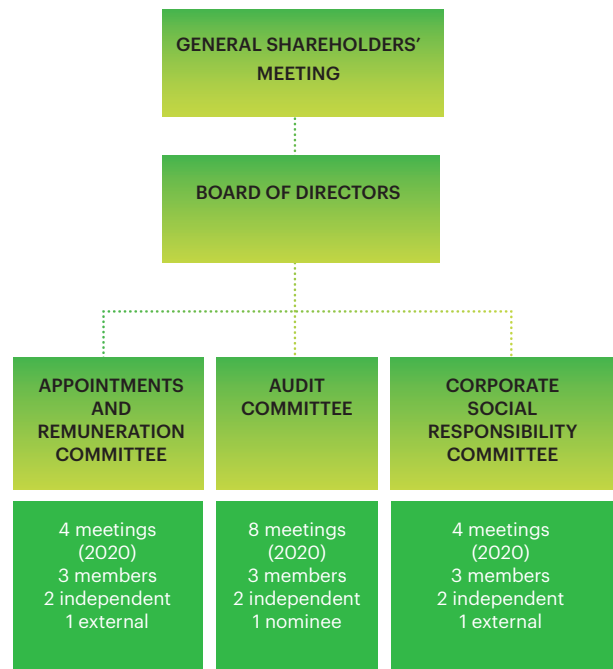 GENERAL SHAREHOLDERS’
MEETING
BOARD OF DIRECTORS
APPOINTMENTS
AND
REMUNERATION
COMMITTEE
4 meetings
(2020)
3 members
2 independent
1 external
AUDIT
COMMITTEE
8 meetings
(2020)
3 members
2 independent
1 nominee
CORPORATE
SOCIAL
RESPONSIBILITY
COMMITTEE
4 meetings
(2020)
3 members
2 independent
1 external